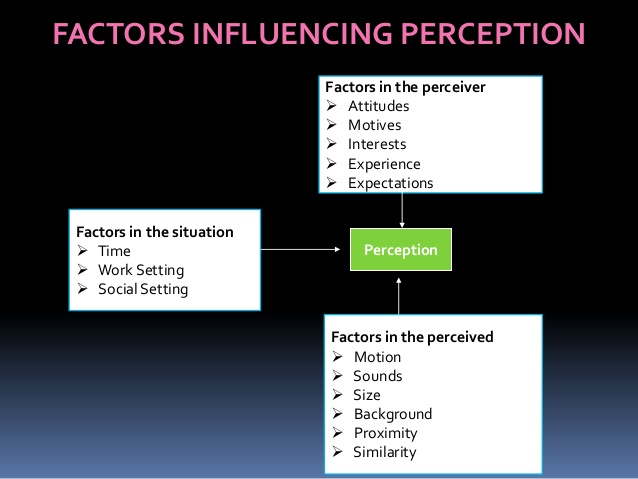 FACTORS INFLUENCING PERCEPTION
Factors in the perceiver
➢ Attitudes
➢ Motives
➢ Interests
➢ Experience
➢ Expectations
Factors in the situation
➢ Time
➢ Work Setting
➢ Social Setting
Perception
Factors in the perceived
➢ Motion
➢ Sounds
➢ Size
➢ Background
➢ Proximity
➢ Similarity